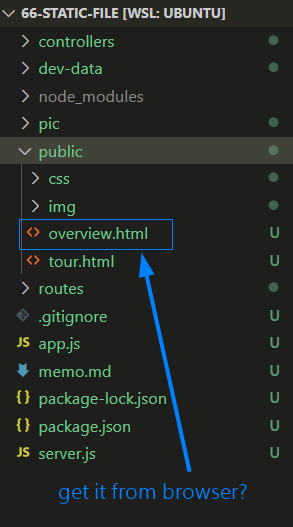 66-STATIC-FILE [WSL: UBUNTU]
controllers
dev-data
node_modules
pic
public
css
img
<> overview.html U
<> tour.html U
routes
.gitignore U
JS app.js U
memo.md U
{} package-lock.json U
{} package.json U
JS server.js U
get it from browser?